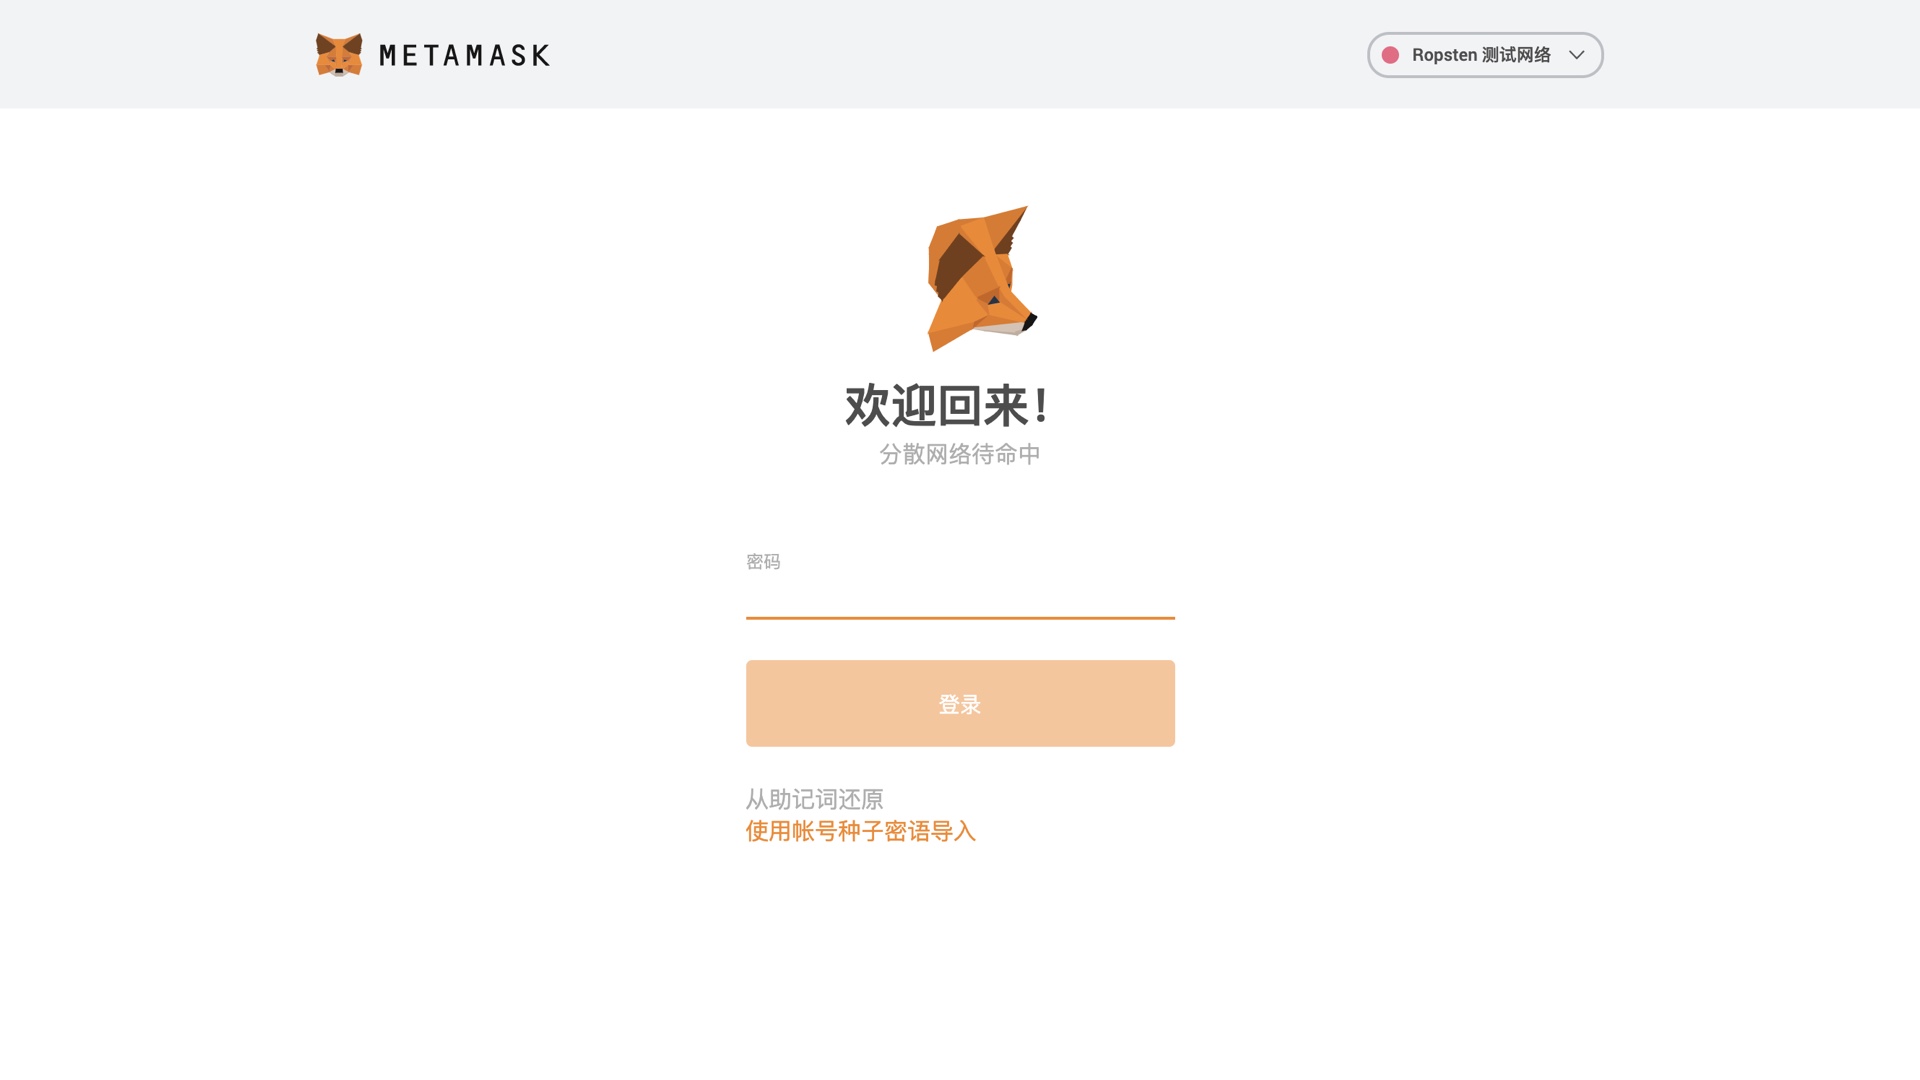 METAMASK
Ropsten 测试网络
欢迎回来!
分散网络待命中
密码
登录
从助记词还原
使用帐号种子密语导入